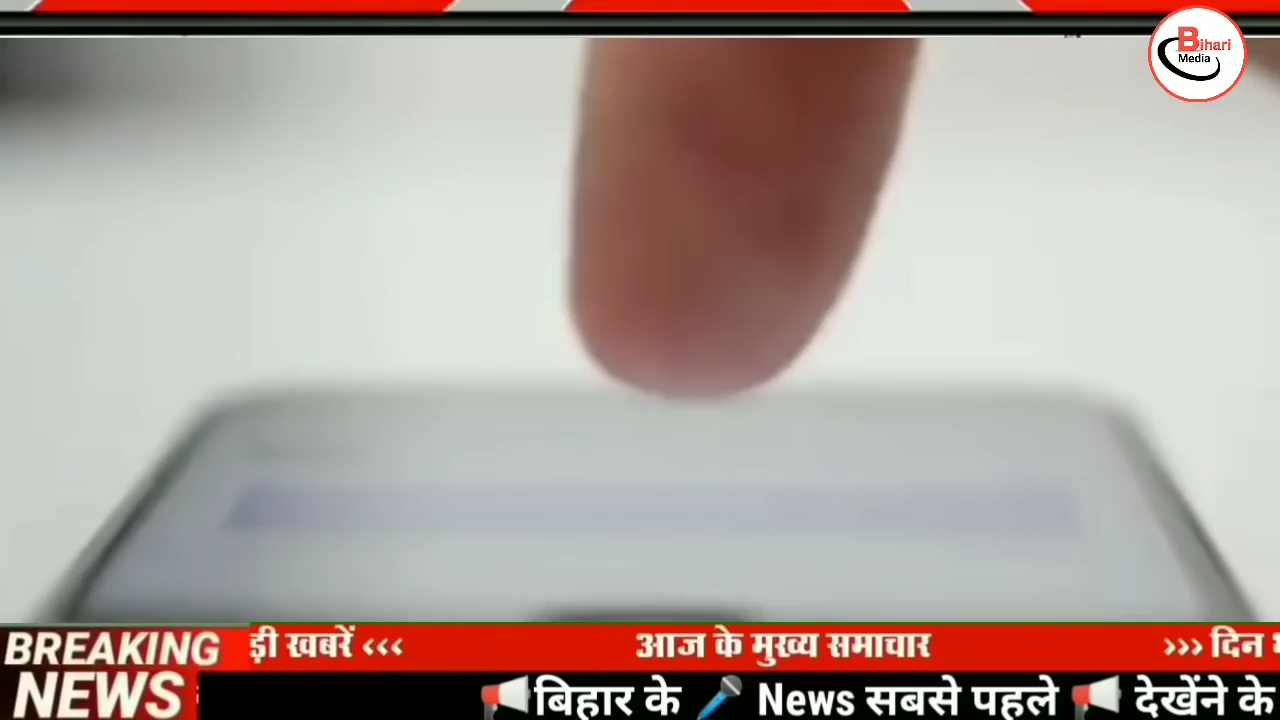 Bihari
Media
BREAKING
NEWS
ड़ी खबरें <<< आज के मुख्य समाचार >>> दिन
बिहार के News सबसे पहले देखेंने के